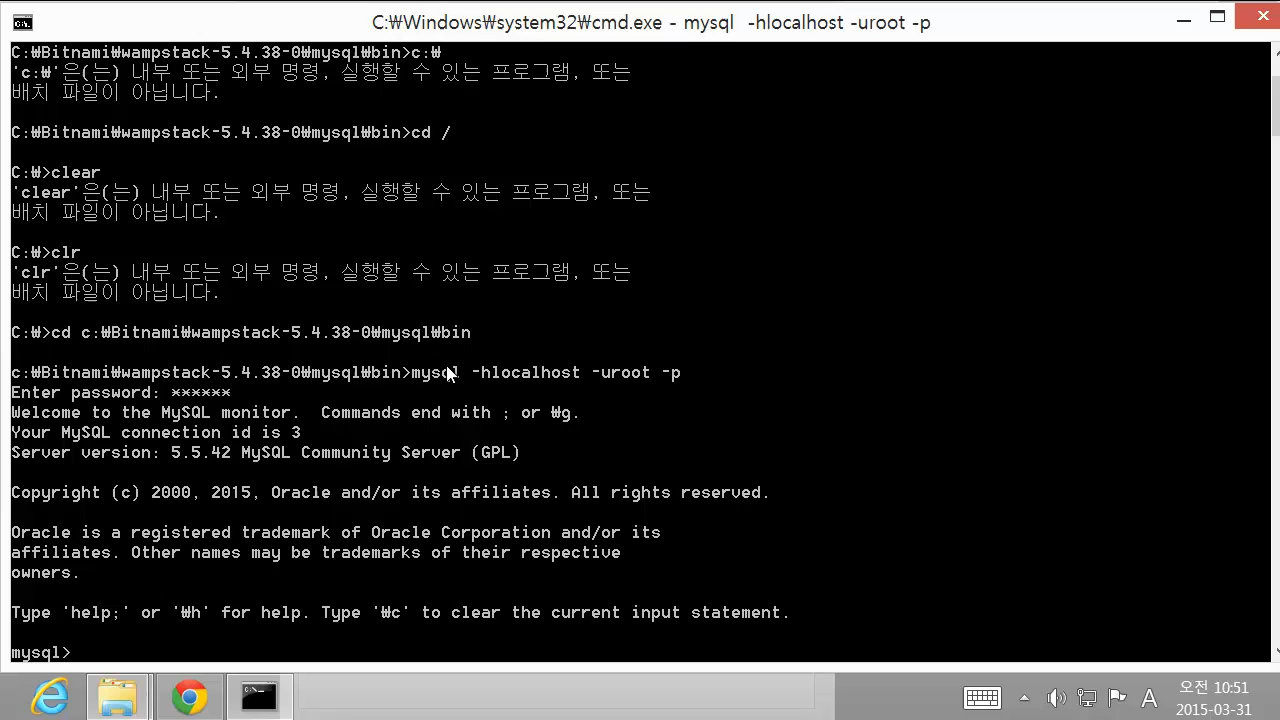 C:\Windows\system32\cmd.exe - mysql  -hlocalhost -uroot -p
C:₩Bitnami₩wampstack-5.4.38-0₩mysql₩bin>c:₩
'c:₩'은(는) 내부 또는 외부 명령, 실행할 수 있는 프로그램, 또는
배치 파일이 아닙니다.
C:₩Bitnami₩wampstack-5.4.38-0₩mysql₩bin>cd /
C:₩>clear
'clear'은(는) 내부 또는 외부 명령, 실행할 수 있는 프로그램, 또는
배치 파일이 아닙니다.
C:₩>clr
'clr'은(는) 내부 또는 외부 명령, 실행할 수 있는 프로그램, 또는
배치 파일이 아닙니다.
C:₩>cd c:₩Bitnami₩wampstack-5.4.38-0₩mysql₩bin
c:₩Bitnami₩wampstack-5.4.38-0₩mysql₩bin>mysql -hlocalhost -uroot -p
Enter password: ******
Welcome to the MySQL monitor.  Commands end with ; or ₩g.
Your MySQL connection id is 3
Server version: 5.5.42 MySQL Community Server (GPL)
Copyright (c) 2000, 2015, Oracle and/or its affiliates. All rights reserved.
Oracle is a registered trademark of Oracle Corporation and/or its
affiliates. Other names may be trademarks of their respective
owners.
Type 'help;' or '₩h' for help. Type '₩c' to clear the current input statement.
mysql>
A
오전 10:51
2015-03-31